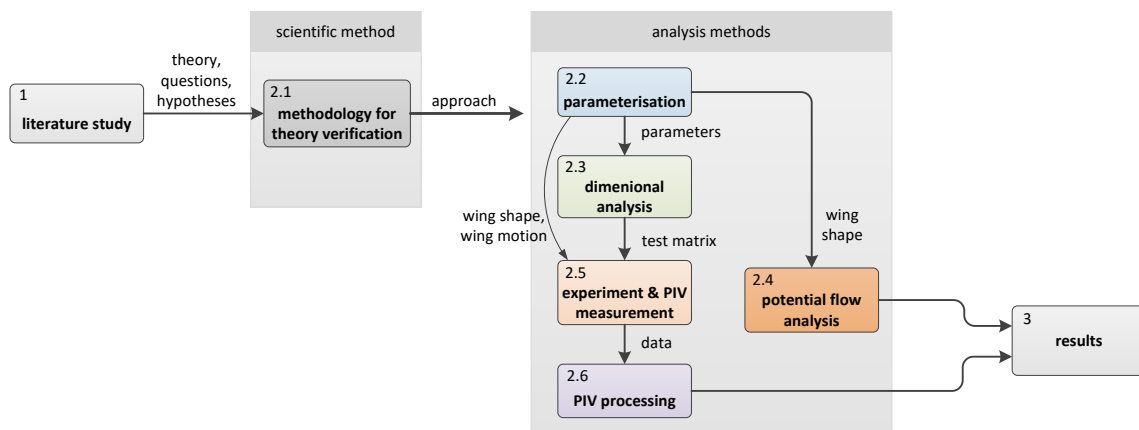 scientific method
analysis methods
theory,
questions,
hypotheses
1
literature study
2.1
methodology for
theory verification
approach
2.2
parameterisation
parameters
2.3
dimenional
analysis
wing shape,
wing motion
test matrix
wing
shape
2.5
experiment & PIV
measurement
2.4
potential flow
analysis
data
2.6
PIV processing
3
results